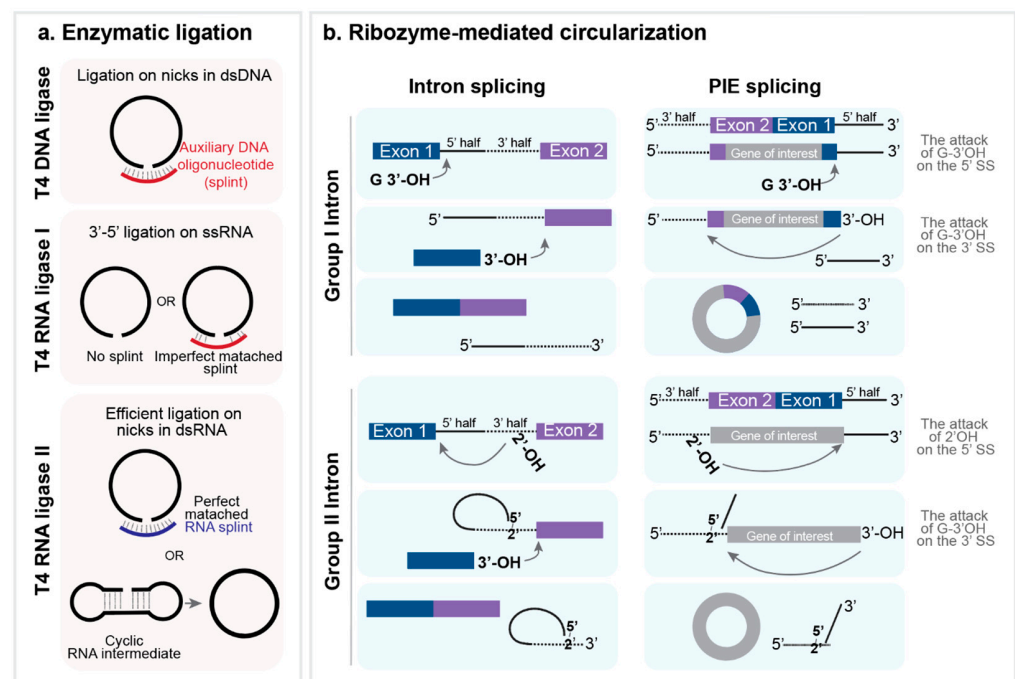 a. Enzymatic ligation
T4 DNA ligase
Ligation on nicks in dsDNA
Auxiliary DNA
oligonucleotide
(splint)
T4 RNA ligase I
3’-5’ ligation on ssRNA
OR
No splint
Imperfect matached
splint
T4 RNA ligase II
Efficient ligation on
nicks in dsRNA
Perfect
matached
RNA splint
OR
Cyclic
RNA intermediate
b. Ribozyme-mediated circularization
Intron splicing
PIE splicing
Group I Intron
Exon 1
5’ half
3’ half
Exon 2
G 3’-OH
5’ 3’ half
Exon 2 Exon 1
5’ half 3’
5’
Gene of interest
3’
G 3’-OH
The attack
of G-3’OH
on the 5’ SS
5’
3’-OH
5’
Gene of interest
3’-OH
5’
3’
The attack
of G-3’OH
on the 3’ SS
5’
3’
5’
3’
5’
3’
Group II Intron
Exon 1
5’ half
3’ half
Exon 2
2’-OH
5’ 3’ half
Exon 2 Exon 1
5’ half 3’
5’
2’-OH
Gene of interest
3’
The attack
of 2’OH
on the 5’ SS
5’
2’
3’-OH
5’
5’
2’
Gene of interest
3’-OH
The attack
of G-3’OH
on the 3’ SS
5’
2’
3’
3’
5’
5’
2’